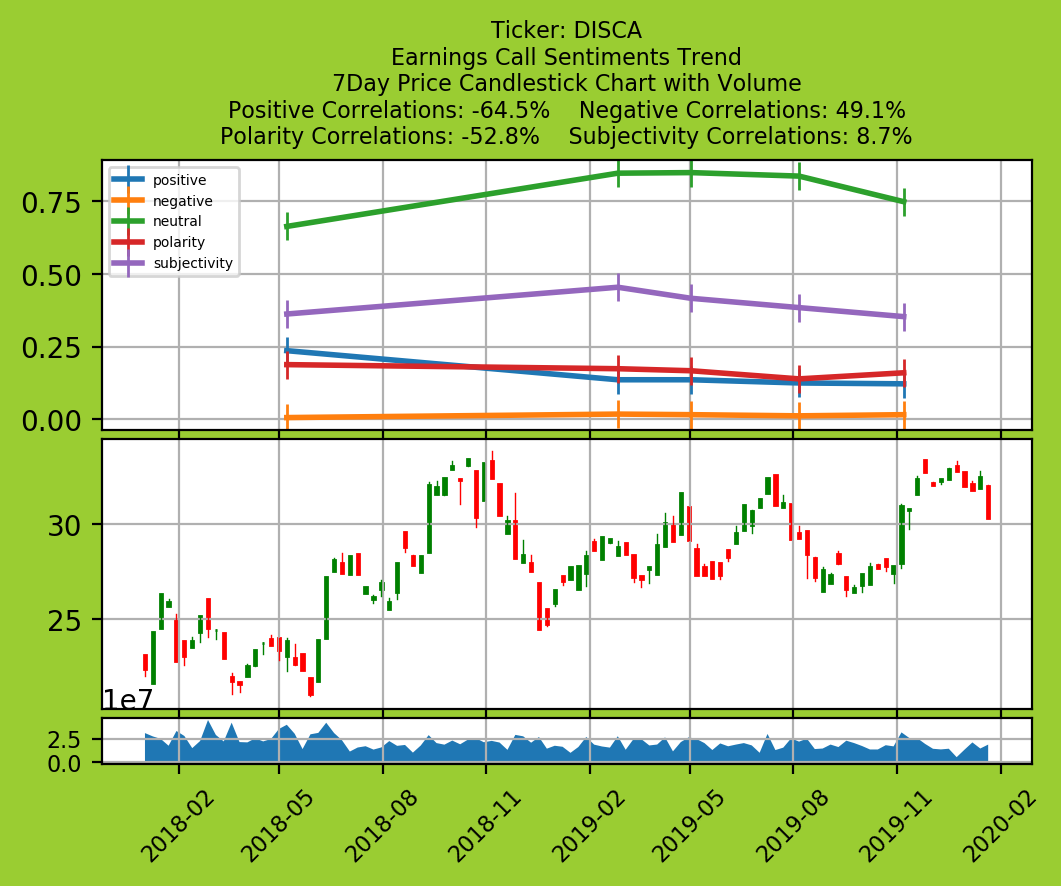 Ticker: DISCA
Earnings Call Sentiments Trend
7Day Price Candlestick Chart with Volume
Positive Correlations: -64.5%    Negative Correlations: 49.1%
Polarity Correlations: -52.8%    Subjectivity Correlations: 8.7%
positive
negative
neutral
polarity
subjectivity
0.75
0.50
0.25
0.00
30
25
1e7
2.5
0.0
2018-02
2018-05
2018-08
2018-11
2019-02
2019-05
2019-08
2019-11
2020-02